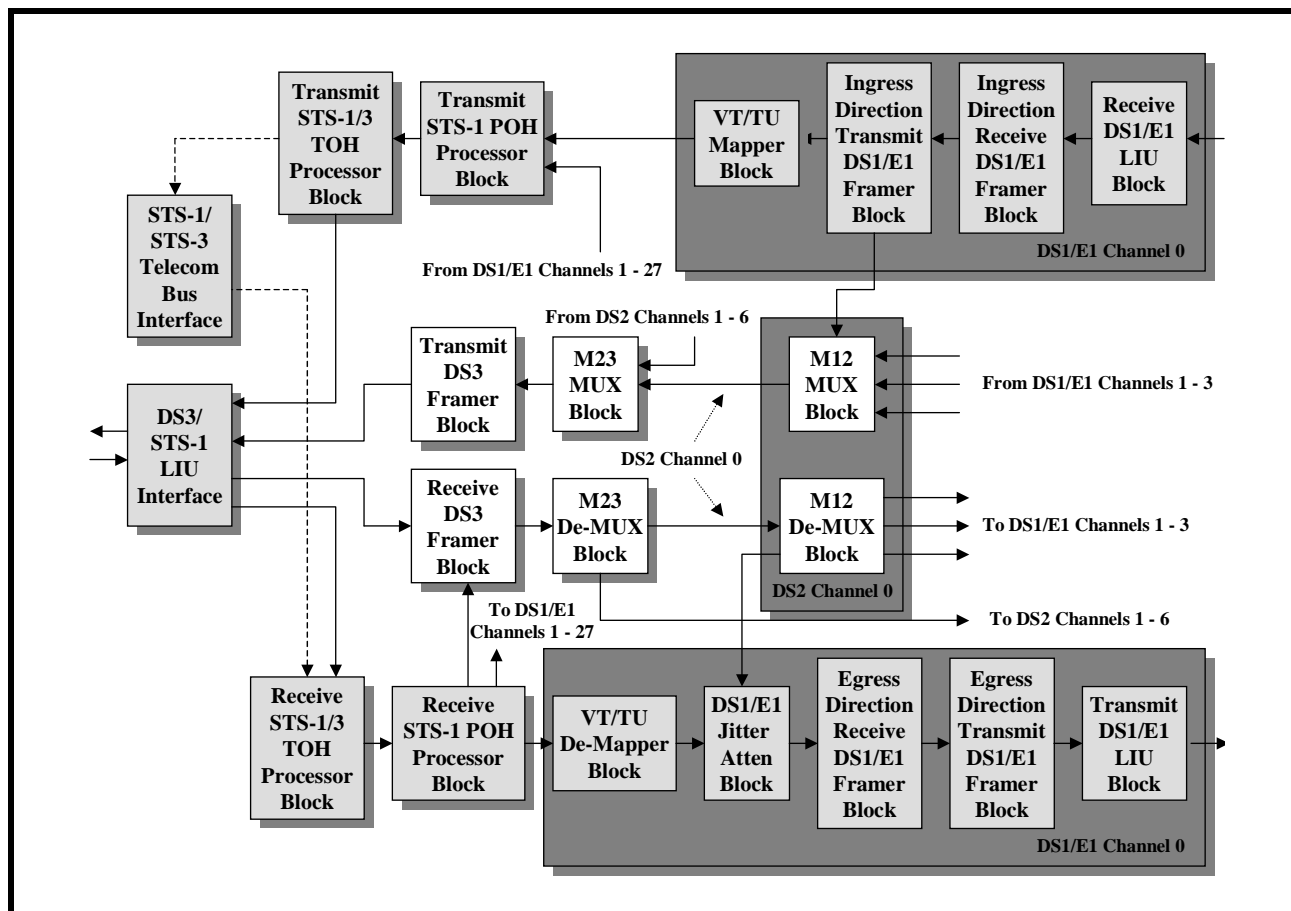 Transmit
STS-1/3
TOH
Processor
Block
Transmit
STS-1 POH
Processor
Block
VT/TU
Mapper
Block
Ingress
Direction
Transmit
DS1/E1
Framer
Block
Ingress
Direction
Receive
DS1/E1
Framer
Block
Receive
DS1/E1
LIU
Block
DS1/E1 Channel 0
STS-1/
STS-3
Telecom
Bus
Interface
From DS1/E1 Channels 1 - 27
From DS2 Channels 1 - 6
Transmit
DS3
Framer
Block
M23
MUX
Block
M12
MUX
Block
From DS1/E1 Channels 1 - 3
DS3/
STS-1
LIU
Interface
DS2 Channel 0
Receive
DS3
Framer
Block
M23
De-MUX
Block
M12
De-MUX
Block
To DS1/E1 Channels 1 - 3
DS2 Channel 0
To DS1/E1
Channels 1 - 27
To DS2 Channels 1 - 6
Receive
STS-1/3
TOH
Processor
Block
Receive
STS-1 POH
Processor
Block
VT/TU
De-Mapper
Block
DS1/E1
Jitter
Atten
Block
Egress
Direction
Receive
DS1/E1
Framer
Block
Egress
Direction
Transmit
DS1/E1
Framer
Block
Transmit
DS1/E1
LIU
Block
DS1/E1 Channel 0